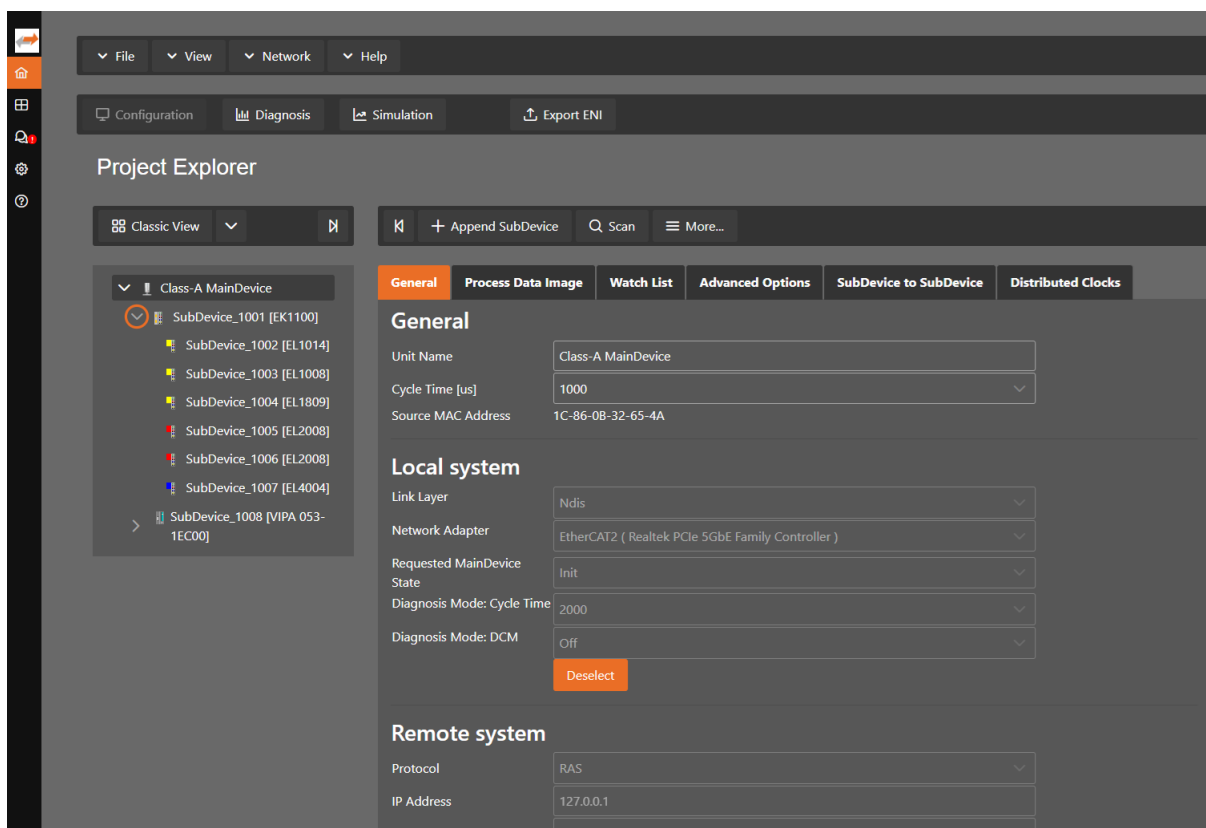 File View Network Help
Configuration Diagnosis Simulation Export ENI
Project Explorer
Classic View
Append SubDevice Scan More...
Class-A MainDevice
SubDevice_1001 [EK1100]
SubDevice_1002 [EL1014]
SubDevice_1003 [EL1008]
SubDevice_1004 [EL1809]
SubDevice_1005 [EL2008]
SubDevice_1006 [EL2008]
SubDevice_1007 [EL4004]
SubDevice_1008 [VIPA 053-
1EC00]
General Process Data Image Watch List Advanced Options SubDevice to SubDevice Distributed Clocks
General
Unit Name Class-A MainDevice
Cycle Time [us] 1000
Source MAC Address 1C-86-0B-32-65-4A
Local system
Link Layer Ndis
Network Adapter EtherCAT2 ( Realtek PCIe 5GbE Family Controller )
Requested MainDevice
State Init
Diagnosis Mode: Cycle Time 2000
Diagnosis Mode: DCM Off
Deselect
Remote system
Protocol RAS
IP Address 127.0.0.1